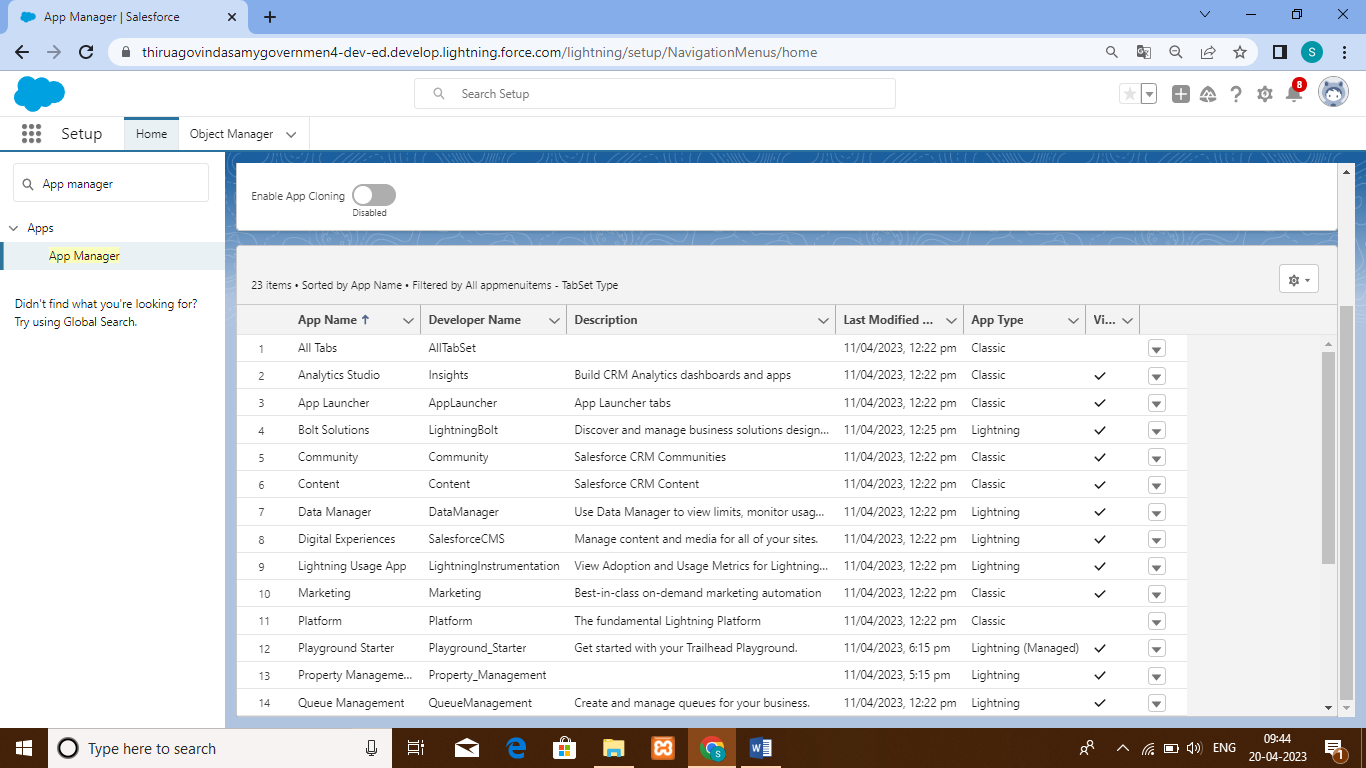 App Manager | Salesforce
thiruagovindasamygovernmen4-dev-ed.develop.lightning.force.com/lightning/setup/NavigationMenus/home
S
Search Setup
8
Setup
Home
Object Manager
App manager
Apps
App Manager
Didn't find what you're looking for?
Try using Global Search.
Enable App Cloning
Disabled
23 items • Sorted by App Name • Filtered by All appmenuitems - TabSet Type
App Name Developer Name Description Last Modified ... App Type Vi...
1 All Tabs AllTabSet 11/04/2023, 12:22 pm Classic
2 Analytics Studio Insights Build CRM Analytics dashboards and apps 11/04/2023, 12:22 pm Classic
3 App Launcher AppLauncher App Launcher tabs 11/04/2023, 12:22 pm Classic
4 Bolt Solutions LightningBolt Discover and manage business solutions design... 11/04/2023, 12:25 pm Lightning
5 Community Community Salesforce CRM Communities 11/04/2023, 12:22 pm Classic
6 Content Content Salesforce CRM Content 11/04/2023, 12:22 pm Classic
7 Data Manager DataManager Use Data Manager to view limits, monitor usag... 11/04/2023, 12:22 pm Lightning
8 Digital Experiences SalesforceCMS Manage content and media for all of your sites. 11/04/2023, 12:22 pm Lightning
9 Lightning Usage App LightningInstrumentation View Adoption and Usage Metrics for Lightning... 11/04/2023, 12:22 pm Lightning
10 Marketing Marketing Best-in-class on-demand marketing automation 11/04/2023, 12:22 pm Classic
11 Platform Platform The fundamental Lightning Platform 11/04/2023, 12:22 pm Classic
12 Playground Starter Playground_Starter Get started with your Trailhead Playground. 11/04/2023, 6:15 pm Lightning (Managed)
13 Property Manageme... Property_Management 11/04/2023, 5:15 pm Lightning
14 Queue Management QueueManagement Create and manage queues for your business. 11/04/2023, 12:22 pm Lightning
Type here to search
ENG
09:44
20-04-2023
1